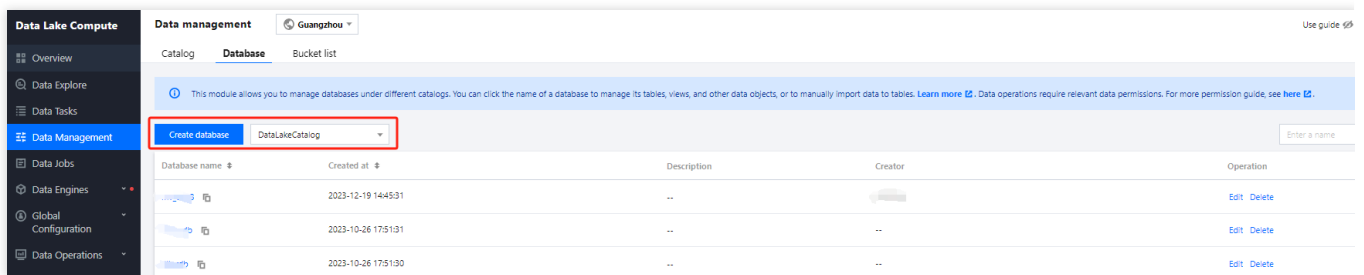 Data Lake Compute
Data management
Guangzhou
Use guide
Overview
Catalog
Database
Bucket list
Data Explore
This module allows you to manage databases under different catalogs. You can click the name of a database to manage its tables, views, and other data objects, or to manually import data to tables. Learn more. Data operations require relevant data permissions. For more permission guide, see here.
Data Tasks
Data Management
Create database
DataLakeCatalog
Enter a name
Data Jobs
Database name
Created at
Description
Creator
Operation
Data Engines
2023-12-19 14:45:31
--
Edit Delete
Global
Configuration
2023-10-26 17:51:31
--
--
Edit Delete
Data Operations
2023-10-26 17:51:30
--
--
Edit Delete